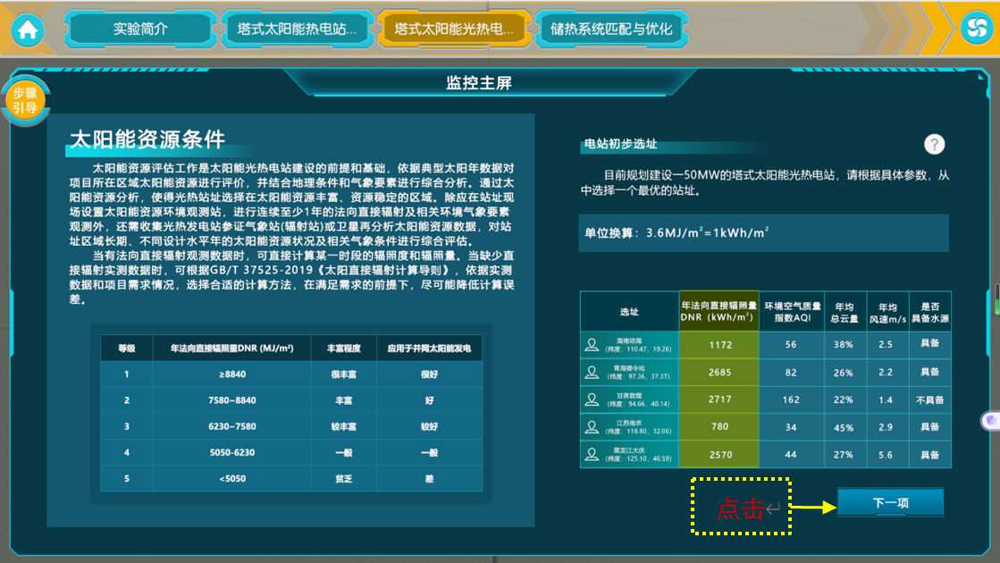 实验简介
塔式太阳能热电站...
塔式太阳能光热电...
储热系统匹配与优化
监控主屏
步骤
引导
太阳能资源条件
太阳能资源评估工作是太阳能光热电站建设的前提和基础，依据典型太阳年数据对
项目所在区域太阳能资源进行评价，并结合地理条件和气象要素进行综合分析。通过太
阳能资源分析，使得光热站址选择在太阳能资源丰富、资源稳定的区域。除应在站址现
场设置太阳能资源环境观测站，进行连续至少1年的法向直接辐射及相关环境气象要素
观测外，还需收集光热发电站参证气象站(辐射站)或卫星再分析太阳能资源数据，对站
址区域长期、不同设计水平年的太阳能资源状况及相关气象条件进行综合评估。
当有法向直接辐射观测数据时，可直接计算某一时段的辐照度和辐照量。当缺少直
接辐射实测数据时，可根据GB/T 37525-2019《太阳直接辐射计算导则》，依据实测
数据和项目需求情况，选择合适的计算方法，在满足需求的前提下，尽可能降低计算误
差。
等级 年法向直接辐照量DNR (MJ/m²) 丰富程度 应用于并网太阳能发电
1 ≥8840 很丰富 很好
2 7580~8840 丰富 好
3 6230~7580 较丰富 较好
4 5050-6230 一般 一般
5 <5050 贫乏 差
电站初步选址
?
目前规划建设一50MW的塔式太阳能光热电站，请根据具体参数，从
中选择一个最优的站址。
单位换算：3.6MJ/m²=1kWh/m²
选址 年法向直接辐照量 环境空气质量 年均 年均 是否
DNR（kWh/m²） 指数AQI 总云量 风速m/s 具备水源
海南琼海
（纬度：110.47，19.26） 1172 56 38% 2.5 具备
青海德令哈
（纬度：97.36，37.37） 2685 82 26% 2.2 具备
甘肃敦煌
（纬度：94.66，40.14） 2717 162 22% 1.4 不具备
江苏南京
（纬度：118.80，32.06） 780 34 45% 2.9 具备
黑龙江大庆
（纬度：125.10，46.59） 2570 44 27% 5.6 具备
点击↵
下一项